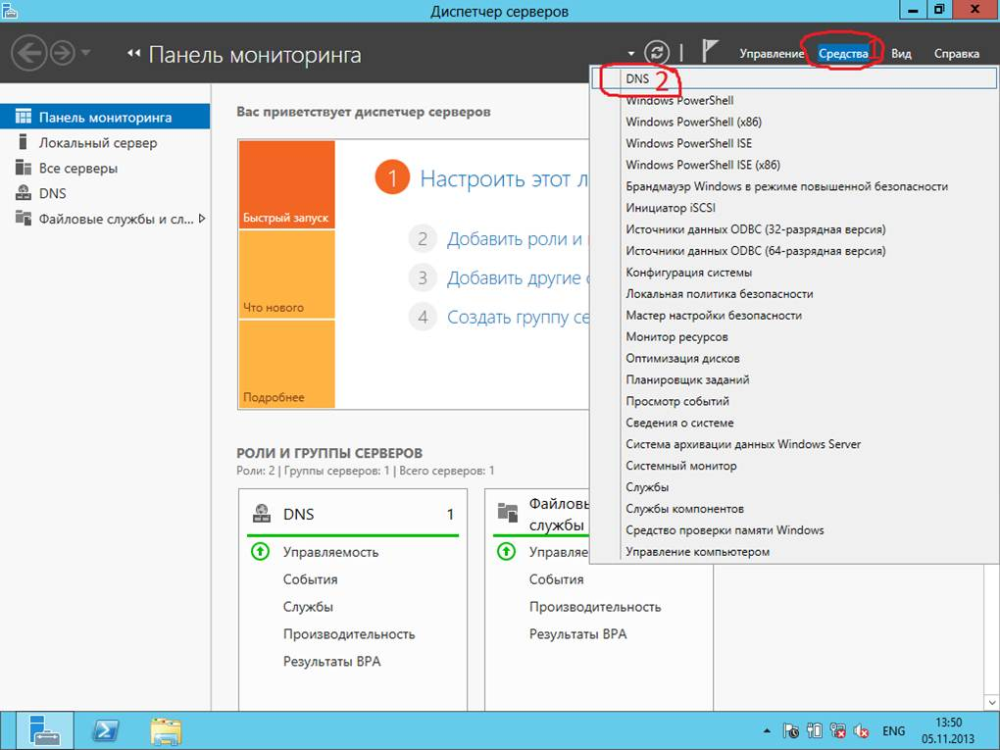 Диспетчер серверов
Панель мониторинга
Управление
Средства 1
Вид
Справка
Панель мониторинга
Локальный сервер
Все серверы
DNS
Файловые службы и сл...
Вас приветствует диспетчер серверов
Быстрый запуск
Что нового
Подробнее
1 Настроить этот л
2 Добавить роли и
3 Добавить другие
4 Создать группу се
DNS 2
Windows PowerShell
Windows PowerShell (x86)
Windows PowerShell ISE
Windows PowerShell ISE (x86)
Брандмауэр Windows в режиме повышенной безопасности
Инициатор iSCSI
Источники данных ODBC (32-разрядная версия)
Источники данных ODBC (64-разрядная версия)
Конфигурация системы
Локальная политика безопасности
Мастер настройки безопасности
Монитор ресурсов
Оптимизация дисков
Планировщик заданий
Просмотр событий
Сведения о системе
Система архивации данных Windows Server
Системный монитор
Службы
Службы компонентов
Средство проверки памяти Windows
Управление компьютером
РОЛИ И ГРУППЫ СЕРВЕРОВ
Роли: 2 | Группы серверов: 1 | Всего серверов: 1
DNS 1
Управляемость
События
Службы
Производительность
Результаты BPA
Файловь
службы
Управляе
События
Производительность
Результаты BPA
ENG
13:50
05.11.2013